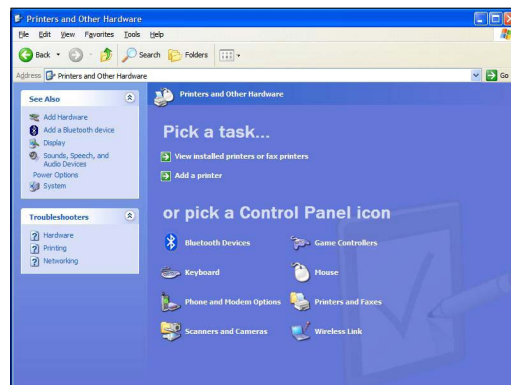 Printers and Other Hardware
File Edit View Favorites Tools Help
Back Search Folders
Address Printers and Other Hardware Go
See Also
Add Hardware
Add a Bluetooth device
Display
Sounds, Speech, and
Audio Devices
Power Options
System
Troubleshooters
Hardware
Printing
Networking
Printers and Other Hardware
Pick a task...
View installed printers or fax printers
Add a printer
or pick a Control Panel icon
Bluetooth Devices Game Controllers
Keyboard Mouse
Phone and Modem Options Printers and Faxes
Scanners and Cameras Wireless Link